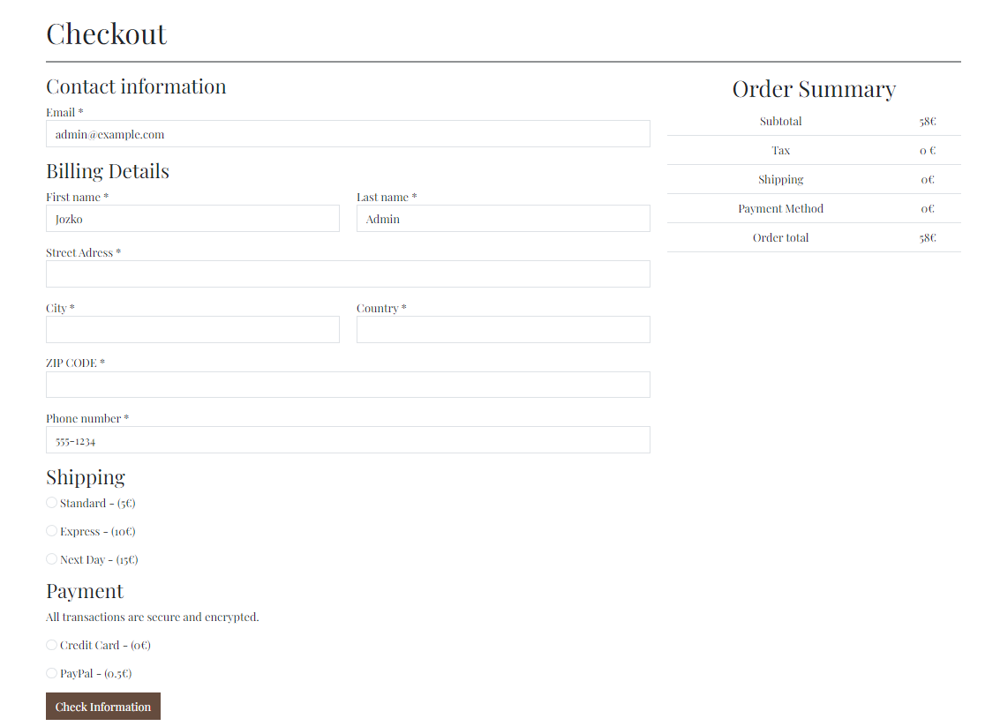 Checkout
Contact information
Email *
admin@example.com
Billing Details
First name * Last name *
Jozko Admin
Street Adress *
City * Country *
ZIP CODE *
Phone number *
555-1234
Shipping
Standard - (5€)
Express - (10€)
Next Day - (15€)
Payment
All transactions are secure and encrypted.
Credit Card - (0€)
PayPal - (0.5€)
Check Information
Order Summary
Subtotal 58€
Tax 0 €
Shipping 0€
Payment Method 0€
Order total 58€